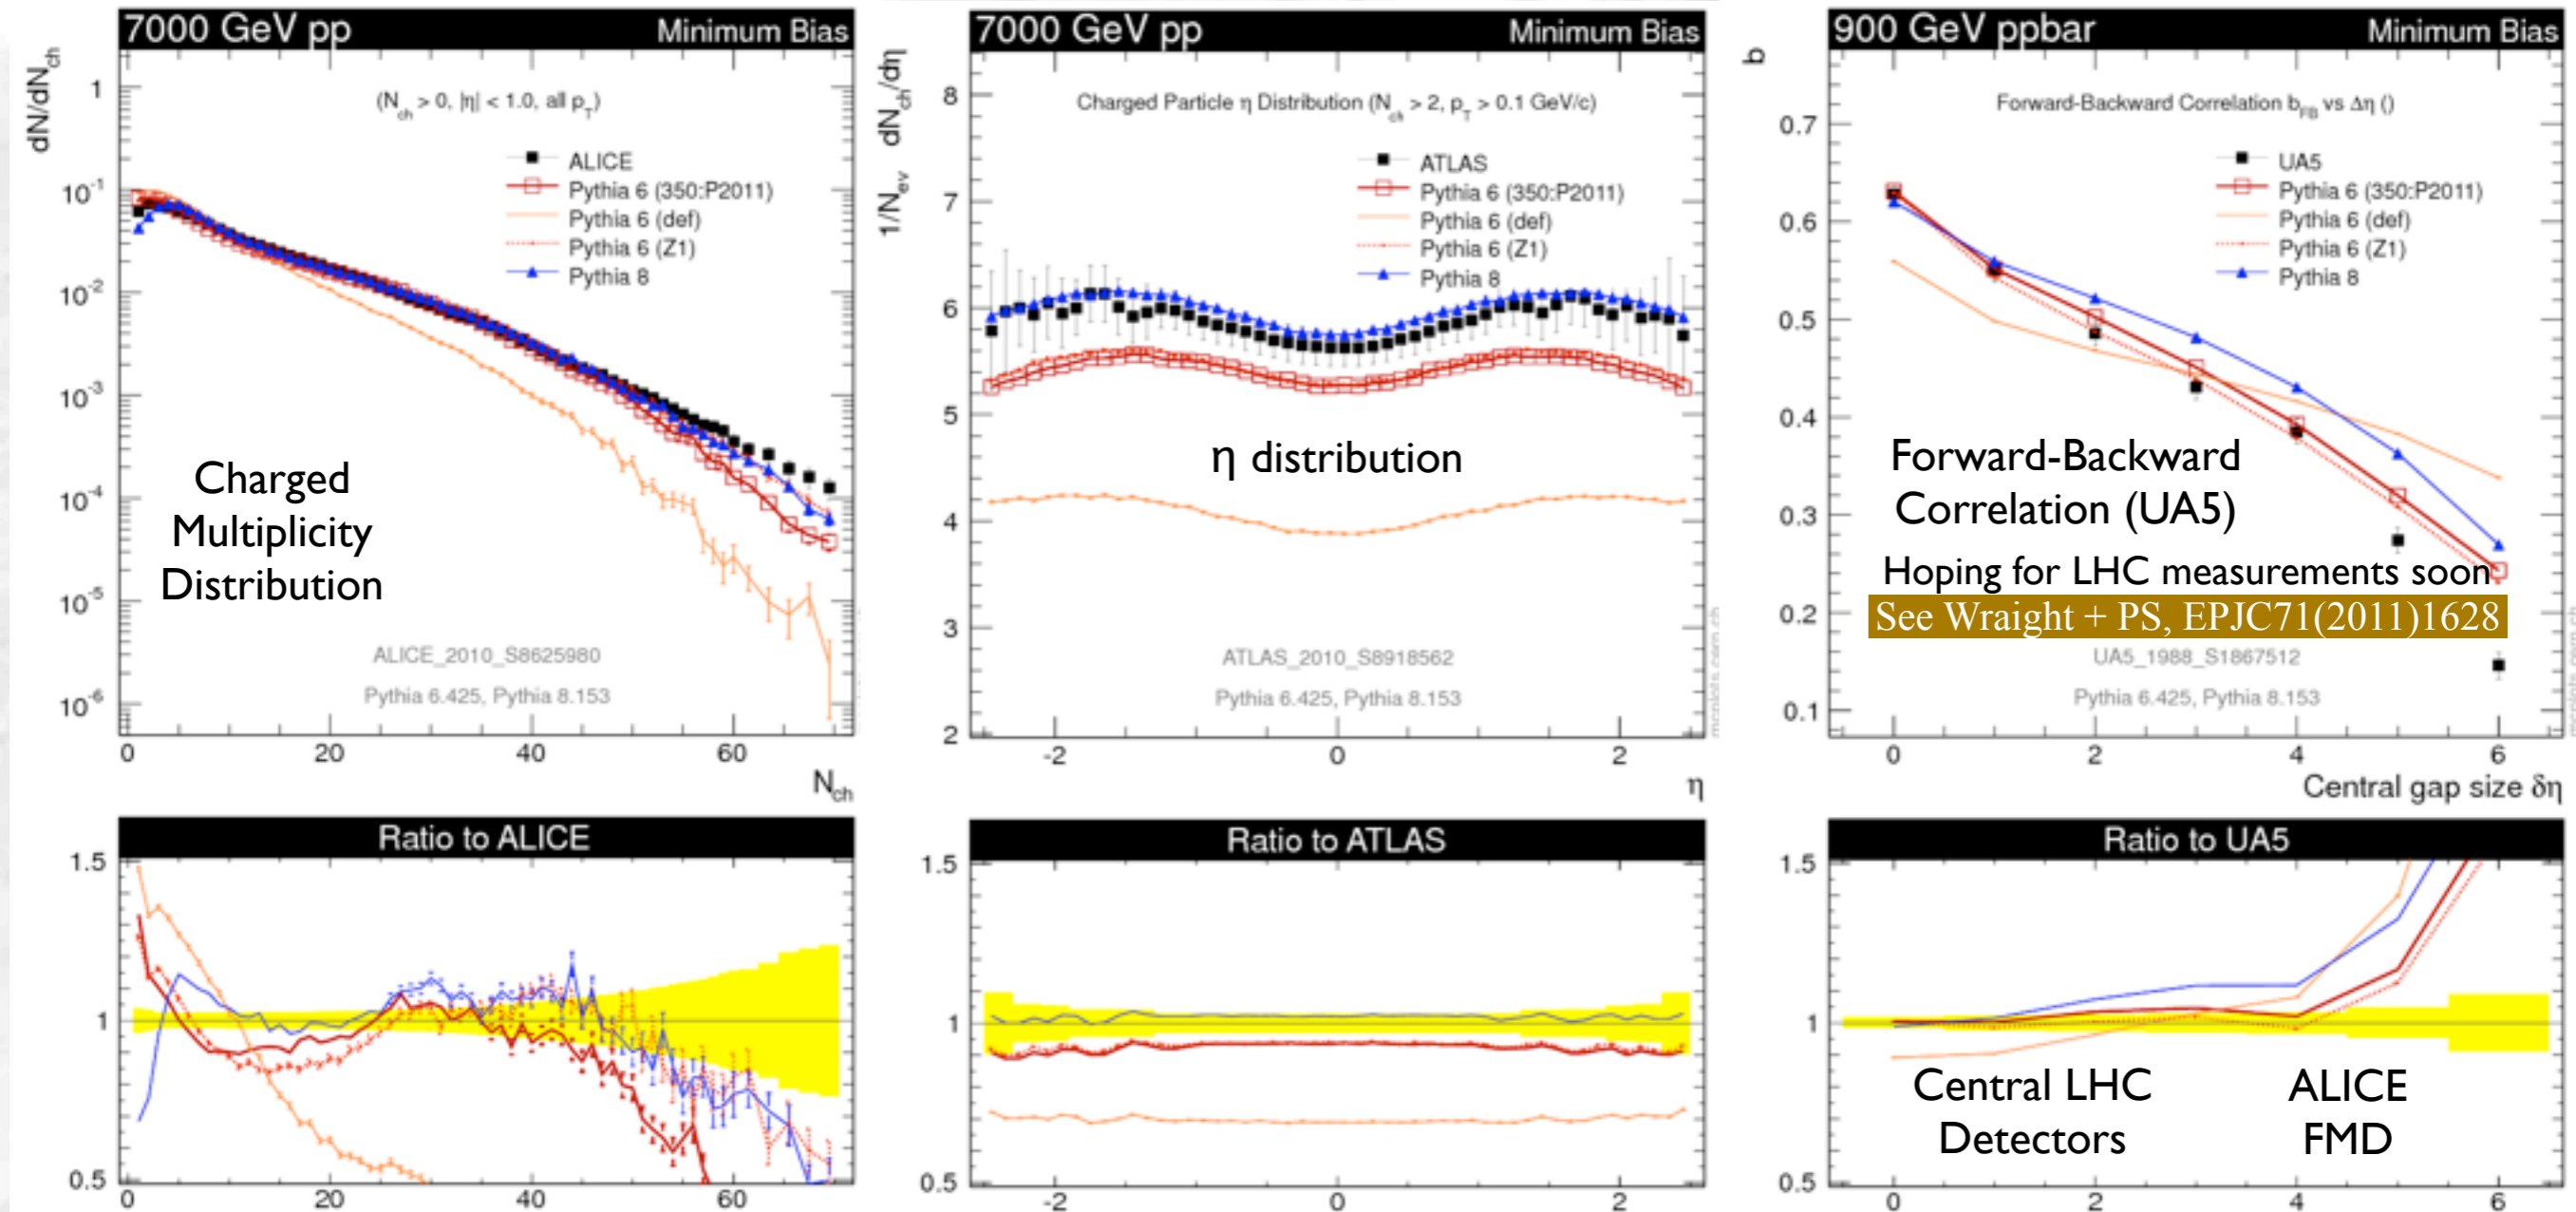 7000 GeV pp Minimum Bias
dN/dN_ch
(N_ch > 0, |η| < 1.0, all p_T)
ALICE
Pythia 6 (350:P2011)
Pythia 6 (def)
Pythia 6 (Z1)
Pythia 8
1
10^-1
10^-2
10^-3
10^-4
10^-5
10^-6
Charged
Multiplicity
Distribution
ALICE_2010_S8625980
Pythia 6.425, Pythia 8.153
0 20 40 60
N_ch
Ratio to ALICE
1.5
1
0.5
0 20 40 60
7000 GeV pp Minimum Bias
1/N_ev dN_ch/dη
Charged Particle η Distribution (N_ch > 2, p_T > 0.1 GeV/c)
ATLAS
Pythia 6 (350:P2011)
Pythia 6 (def)
Pythia 6 (Z1)
Pythia 8
8
7
6
5
4
3
2
η distribution
ATLAS_2010_S8918562
Pythia 6.425, Pythia 8.153
mcplots.cern.ch
-2 0 2
η
Ratio to ATLAS
1.5
1
0.5
-2 0 2
900 GeV ppbar Minimum Bias
b
Forward-Backward Correlation b_FB vs Δη ()
UA5
Pythia 6 (350:P2011)
Pythia 6 (def)
Pythia 6 (Z1)
Pythia 8
0.7
0.6
0.5
0.4
0.3
0.2
0.1
Forward-Backward
Correlation (UA5)
Hoping for LHC measurements soon
See Wraight + PS, EPJC71(2011)1628
UA5_1988_S1867512
Pythia 6.425, Pythia 8.153
0 2 4 6
Central gap size δη
Ratio to UA5
1.5
1
0.5
Central LHC
Detectors
ALICE
FMD
0 2 4 6